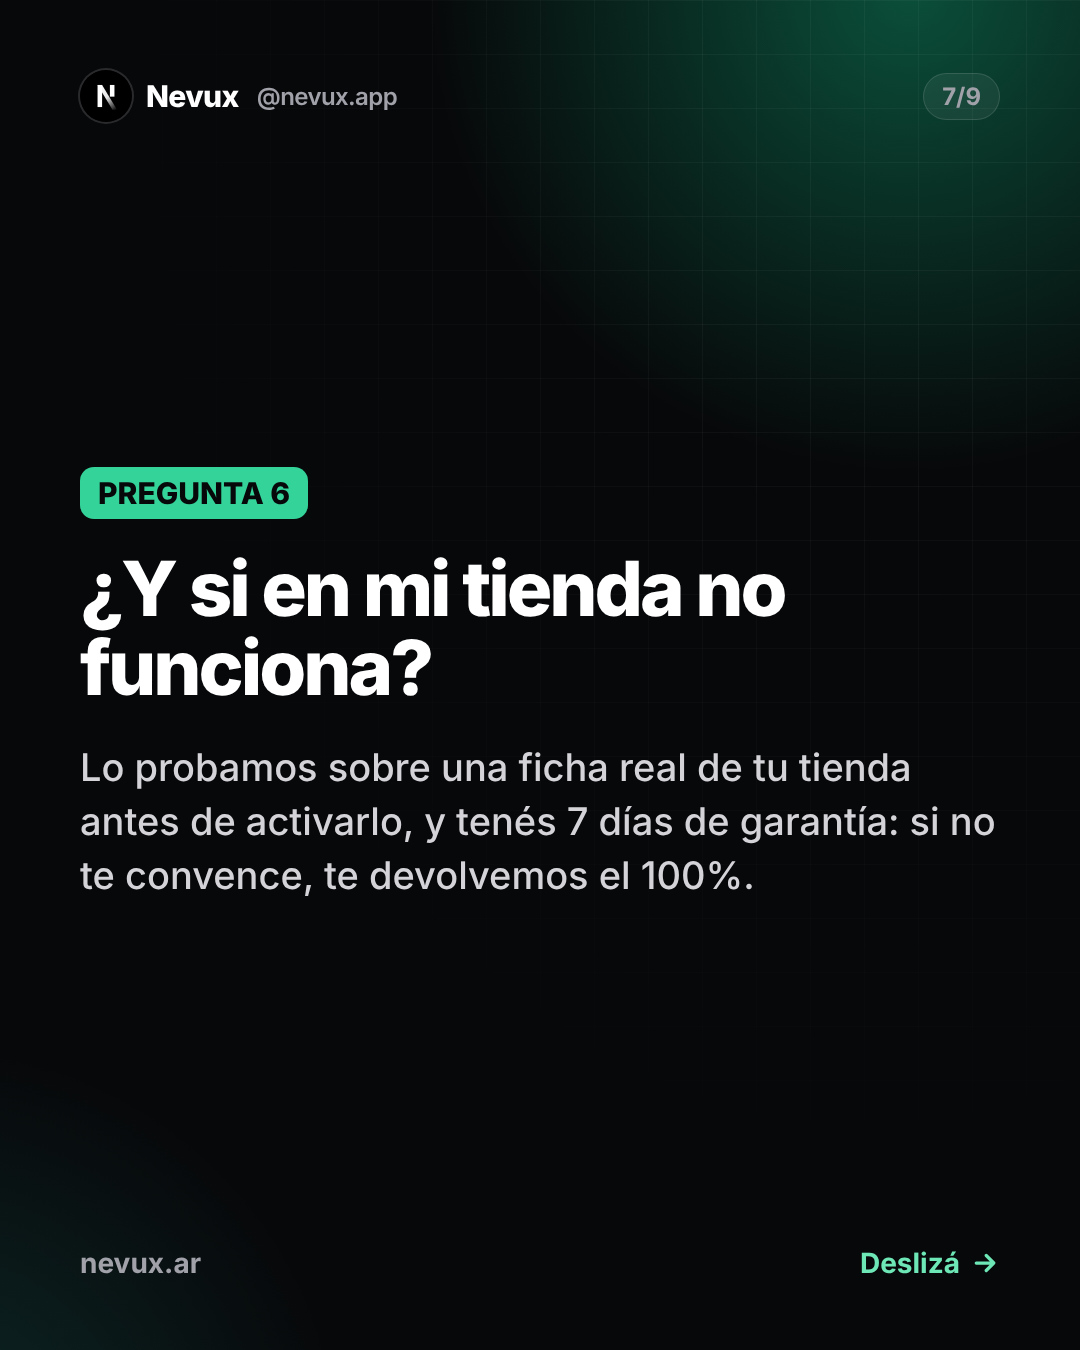 N Nevux @nevux.app 7/9
PREGUNTA 6
¿Y si en mi tienda no
funciona?
Lo probamos sobre una ficha real de tu tienda
antes de activarlo, y tenés 7 días de garantía: si no
te convence, te devolvemos el 100%.
nevux.ar Deslizá →